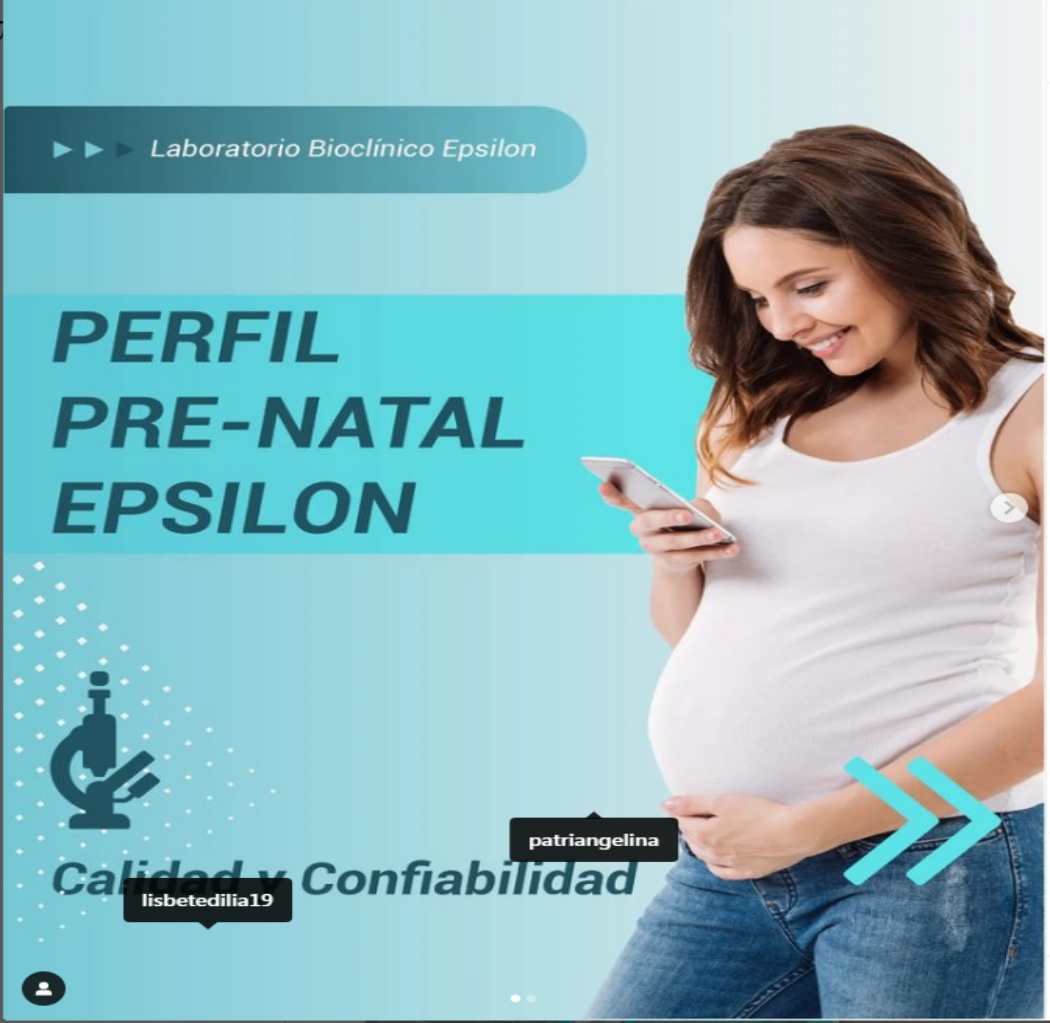 Laboratorio Bioclínico Epsilon
PERFIL
PRE-NATAL
EPSILON
patriangelina
Calidad y Confiabilidad
lisbetedilia19